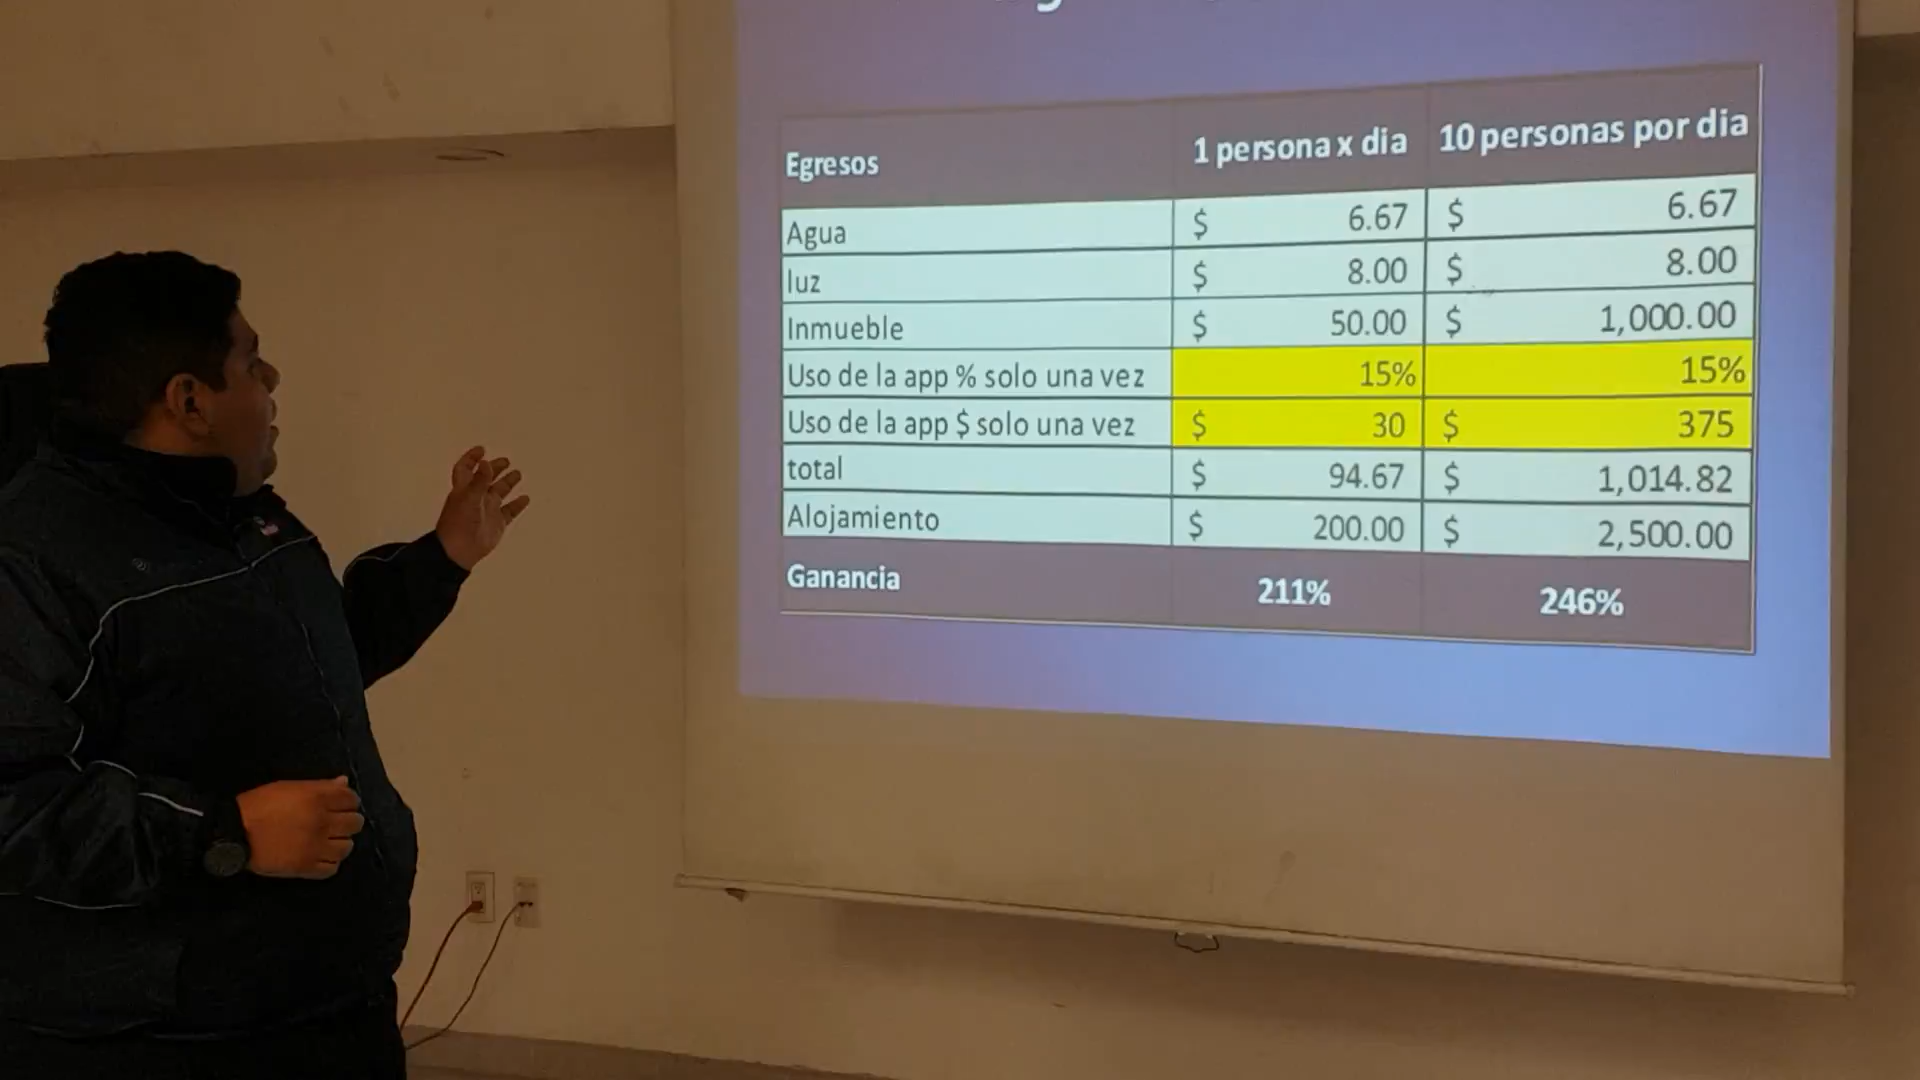 Egresos 1 persona x dia 10 personas por dia
Agua $ 6.67 $ 6.67
luz $ 8.00 $ 8.00
Inmueble $ 50.00 $ 1,000.00
Uso de la app % solo una vez 15% 15%
Uso de la app $ solo una vez $ 30 $ 375
total $ 94.67 $ 1,014.82
Alojamiento $ 200.00 $ 2,500.00
Ganancia 211% 246%